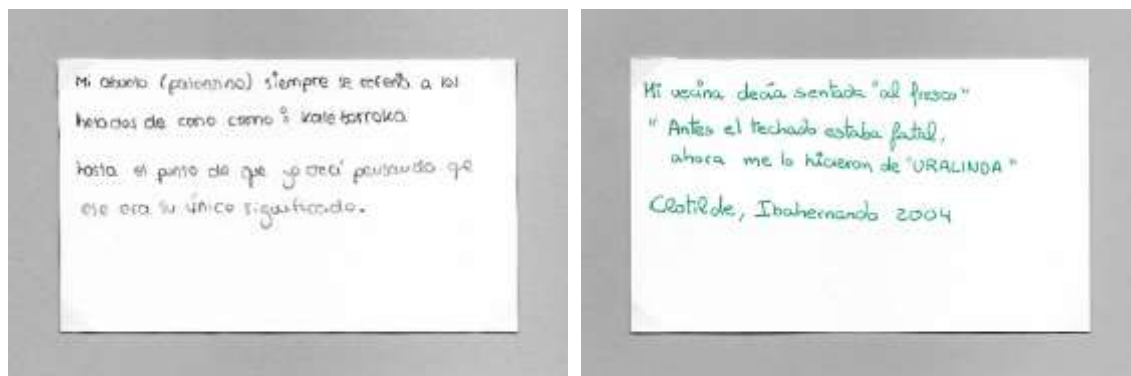 Mi abuelo (palentino) siempre se refería a los
helados de cono como: kale borroka
hasta el punto de que yo crecí pensando que
ese era su único significado.
Mi vecina decía sentada "al fresco"
" Antes el techado estaba fatal,
ahora me lo hicieron de "URALINDA"
Clotilde, Ibahernando 2004